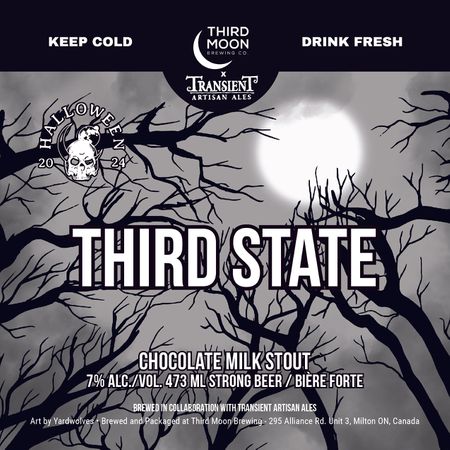 KEEP COLD
THIRD
MOON
BREWING CO
DRINK FRESH
x
TRANSIENT
ARTISAN ALES
HALLOWEEN
20 24
THIRD STATE
CHOCOLATE MILK STOUT
7% ALC./VOL. 473 ML STRONG BEER / BIÈRE FORTE
BREWED IN COLLABORATION WITH TRANSIENT ARTISAN ALES
Art by Yardwolves • Brewed and Packaged at Third Moon Brewing - 295 Alliance Rd. Unit 3, Milton ON, Canada